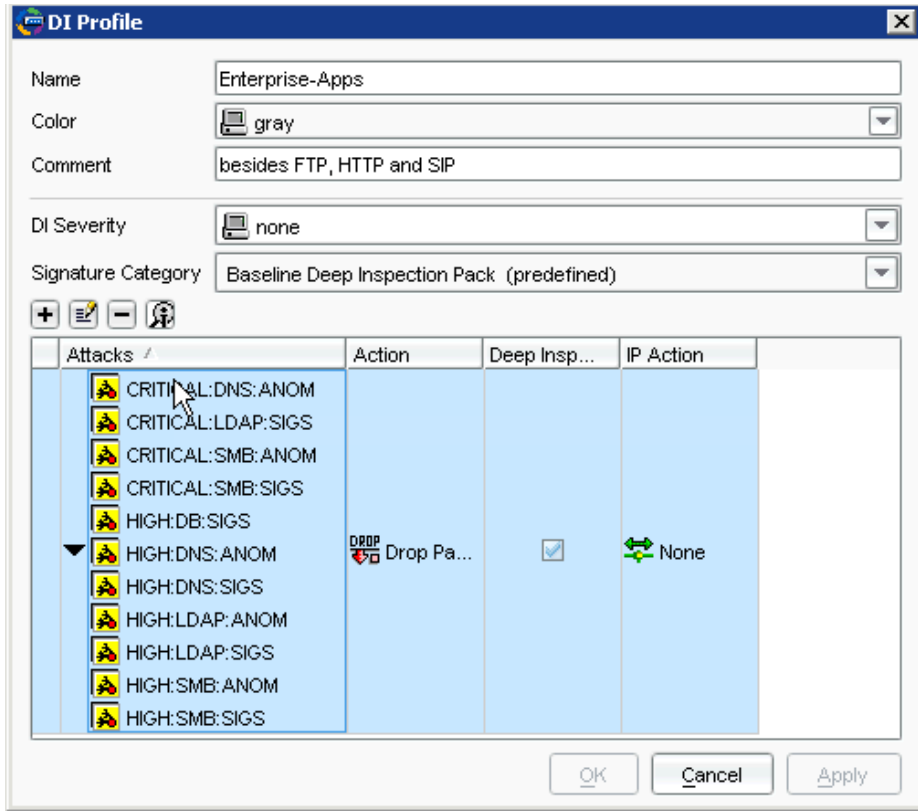 DI Profile
Name Enterprise-Apps
Color gray
Comment besides FTP, HTTP and SIP
DI Severity none
Signature Category Baseline Deep Inspection Pack (predefined)
Attacks Action Deep Insp... IP Action
CRITICAL:DNS:ANOM
CRITICAL:LDAP:SIGS
CRITICAL:SMB:ANOM
CRITICAL:SMB:SIGS
HIGH:DB:SIGS
HIGH:DNS:ANOM DROP Drop Pa... None
HIGH:DNS:SIGS
HIGH:LDAP:ANOM
HIGH:LDAP:SIGS
HIGH:SMB:ANOM
HIGH:SMB:SIGS
OK Cancel Apply